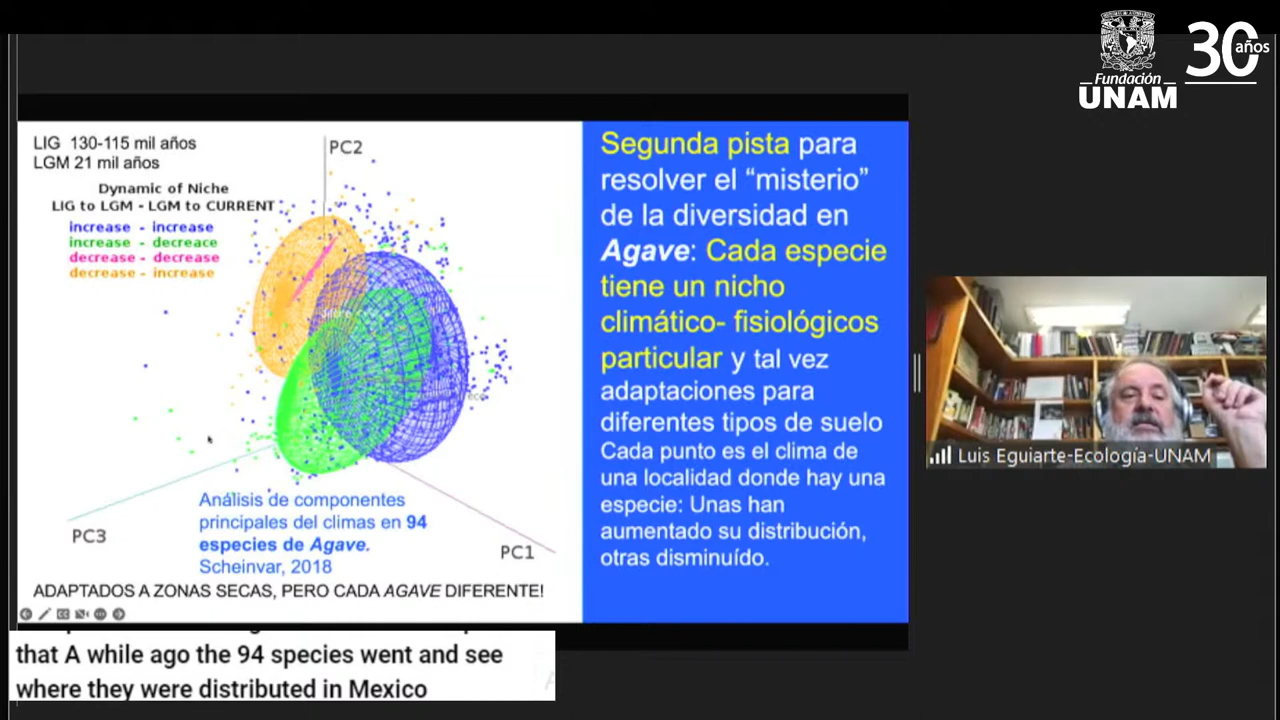 Fundación
UNAM
30 años
LIG 130-115 mil años
LGM 21 mil años
Dynamic of Niche
LIG to LGM - LGM to CURRENT
increase - increase
increase - decreace
decrease - decrease
decrease - increase
PC2
PC3
PC1
Análisis de componentes
principales del climas en 94
especies de Agave.
Scheinvar, 2018
ADAPTADOS A ZONAS SECAS, PERO CADA AGAVE DIFERENTE!
Segunda pista para
resolver el “misterio”
de la diversidad en
Agave: Cada especie
tiene un nicho
climático- fisiológicos
particular y tal vez
adaptaciones para
diferentes tipos de suelo
Cada punto es el clima de
una localidad donde hay una
especie: Unas han
aumentado su distribución,
otras disminuído.
Luis Eguiarte-Ecología-UNAM
that A while ago the 94 species went and see
where they were distributed in Mexico